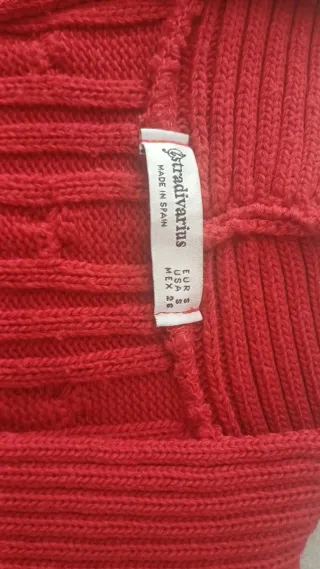 stradivarius
MADE IN SPAIN
EUR S
USA S
MEX 26